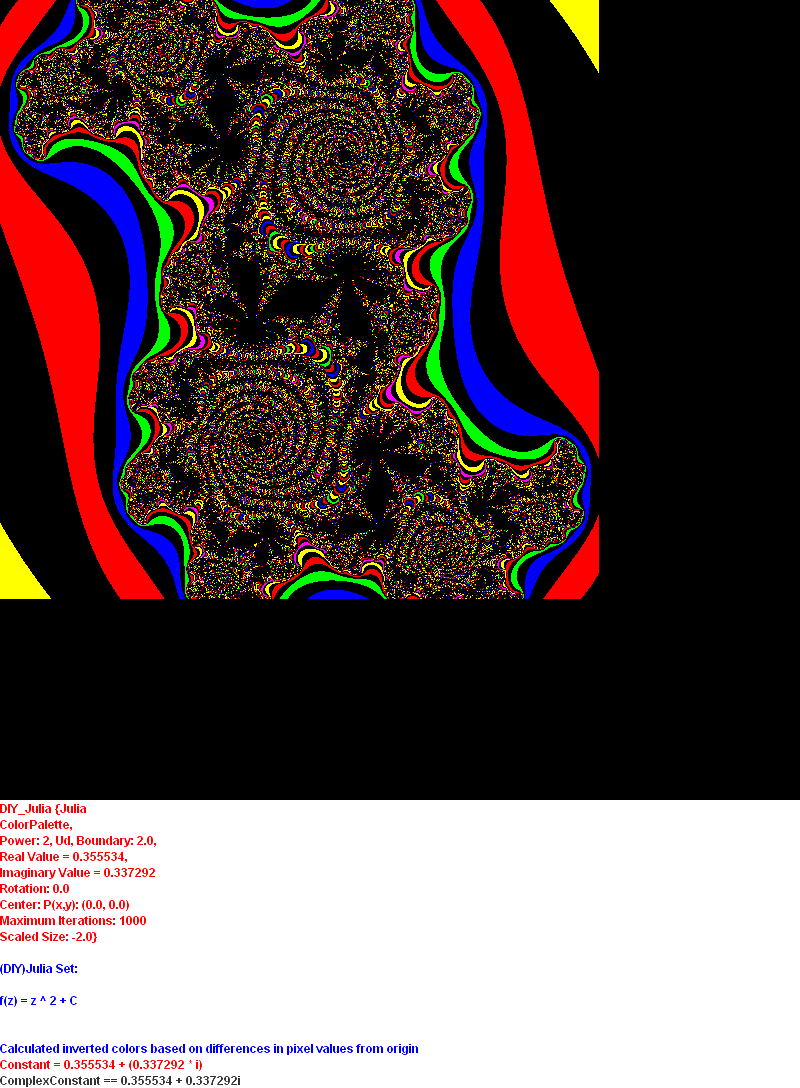 DIY_Julia {Julia
ColorPalette,
Power: 2, Ud, Boundary: 2.0,
Real Value = 0.355534,
Imaginary Value = 0.337292
Rotation: 0.0
Center: P(x,y): (0.0, 0.0)
Maximum Iterations: 1000
Scaled Size: -2.0}
(DIY)Julia Set:
f(z) = z ^ 2 + C
Calculated inverted colors based on differences in pixel values from origin
Constant = 0.355534 + (0.337292 * i)
ComplexConstant == 0.355534 + 0.337292i